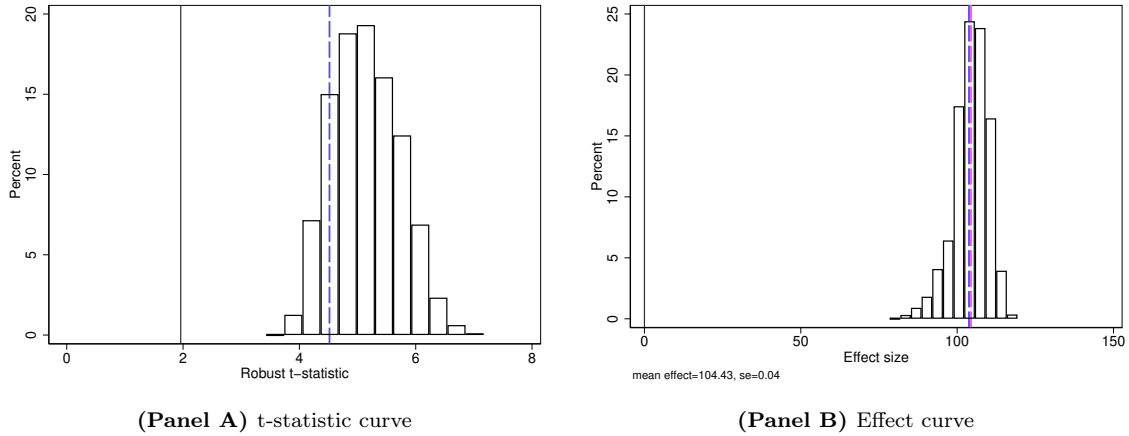 20
15
10
5
0
Percent
0 2 4 6 8
Robust t−statistic
(Panel A) t-statistic curve
25
20
15
10
5
0
Percent
0 50 100 150
Effect size
mean effect=104.43, se=0.04
(Panel B) Effect curve